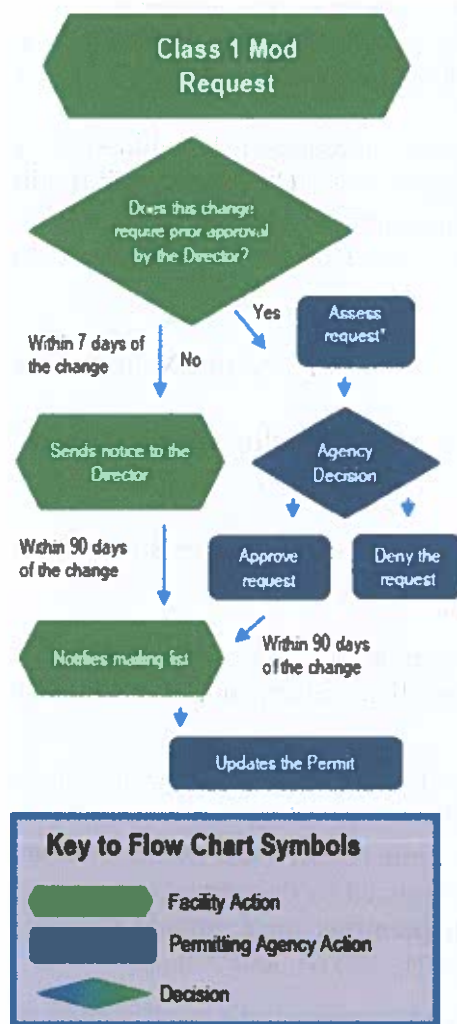 Class 1 Mod
Request
Does this change
require prior approval
by the Director?
Within 7 days of
the change
No
Yes
Assess
request*
Sends notice to the
Director
Agency
Decision
Within 90 days
of the change
Approve
request
Deny the
request
Notifies mailing list
Within 90 days
of the change
Updates the Permit
Key to Flow Chart Symbols
Facility Action
Permitting Agency Action
Decision